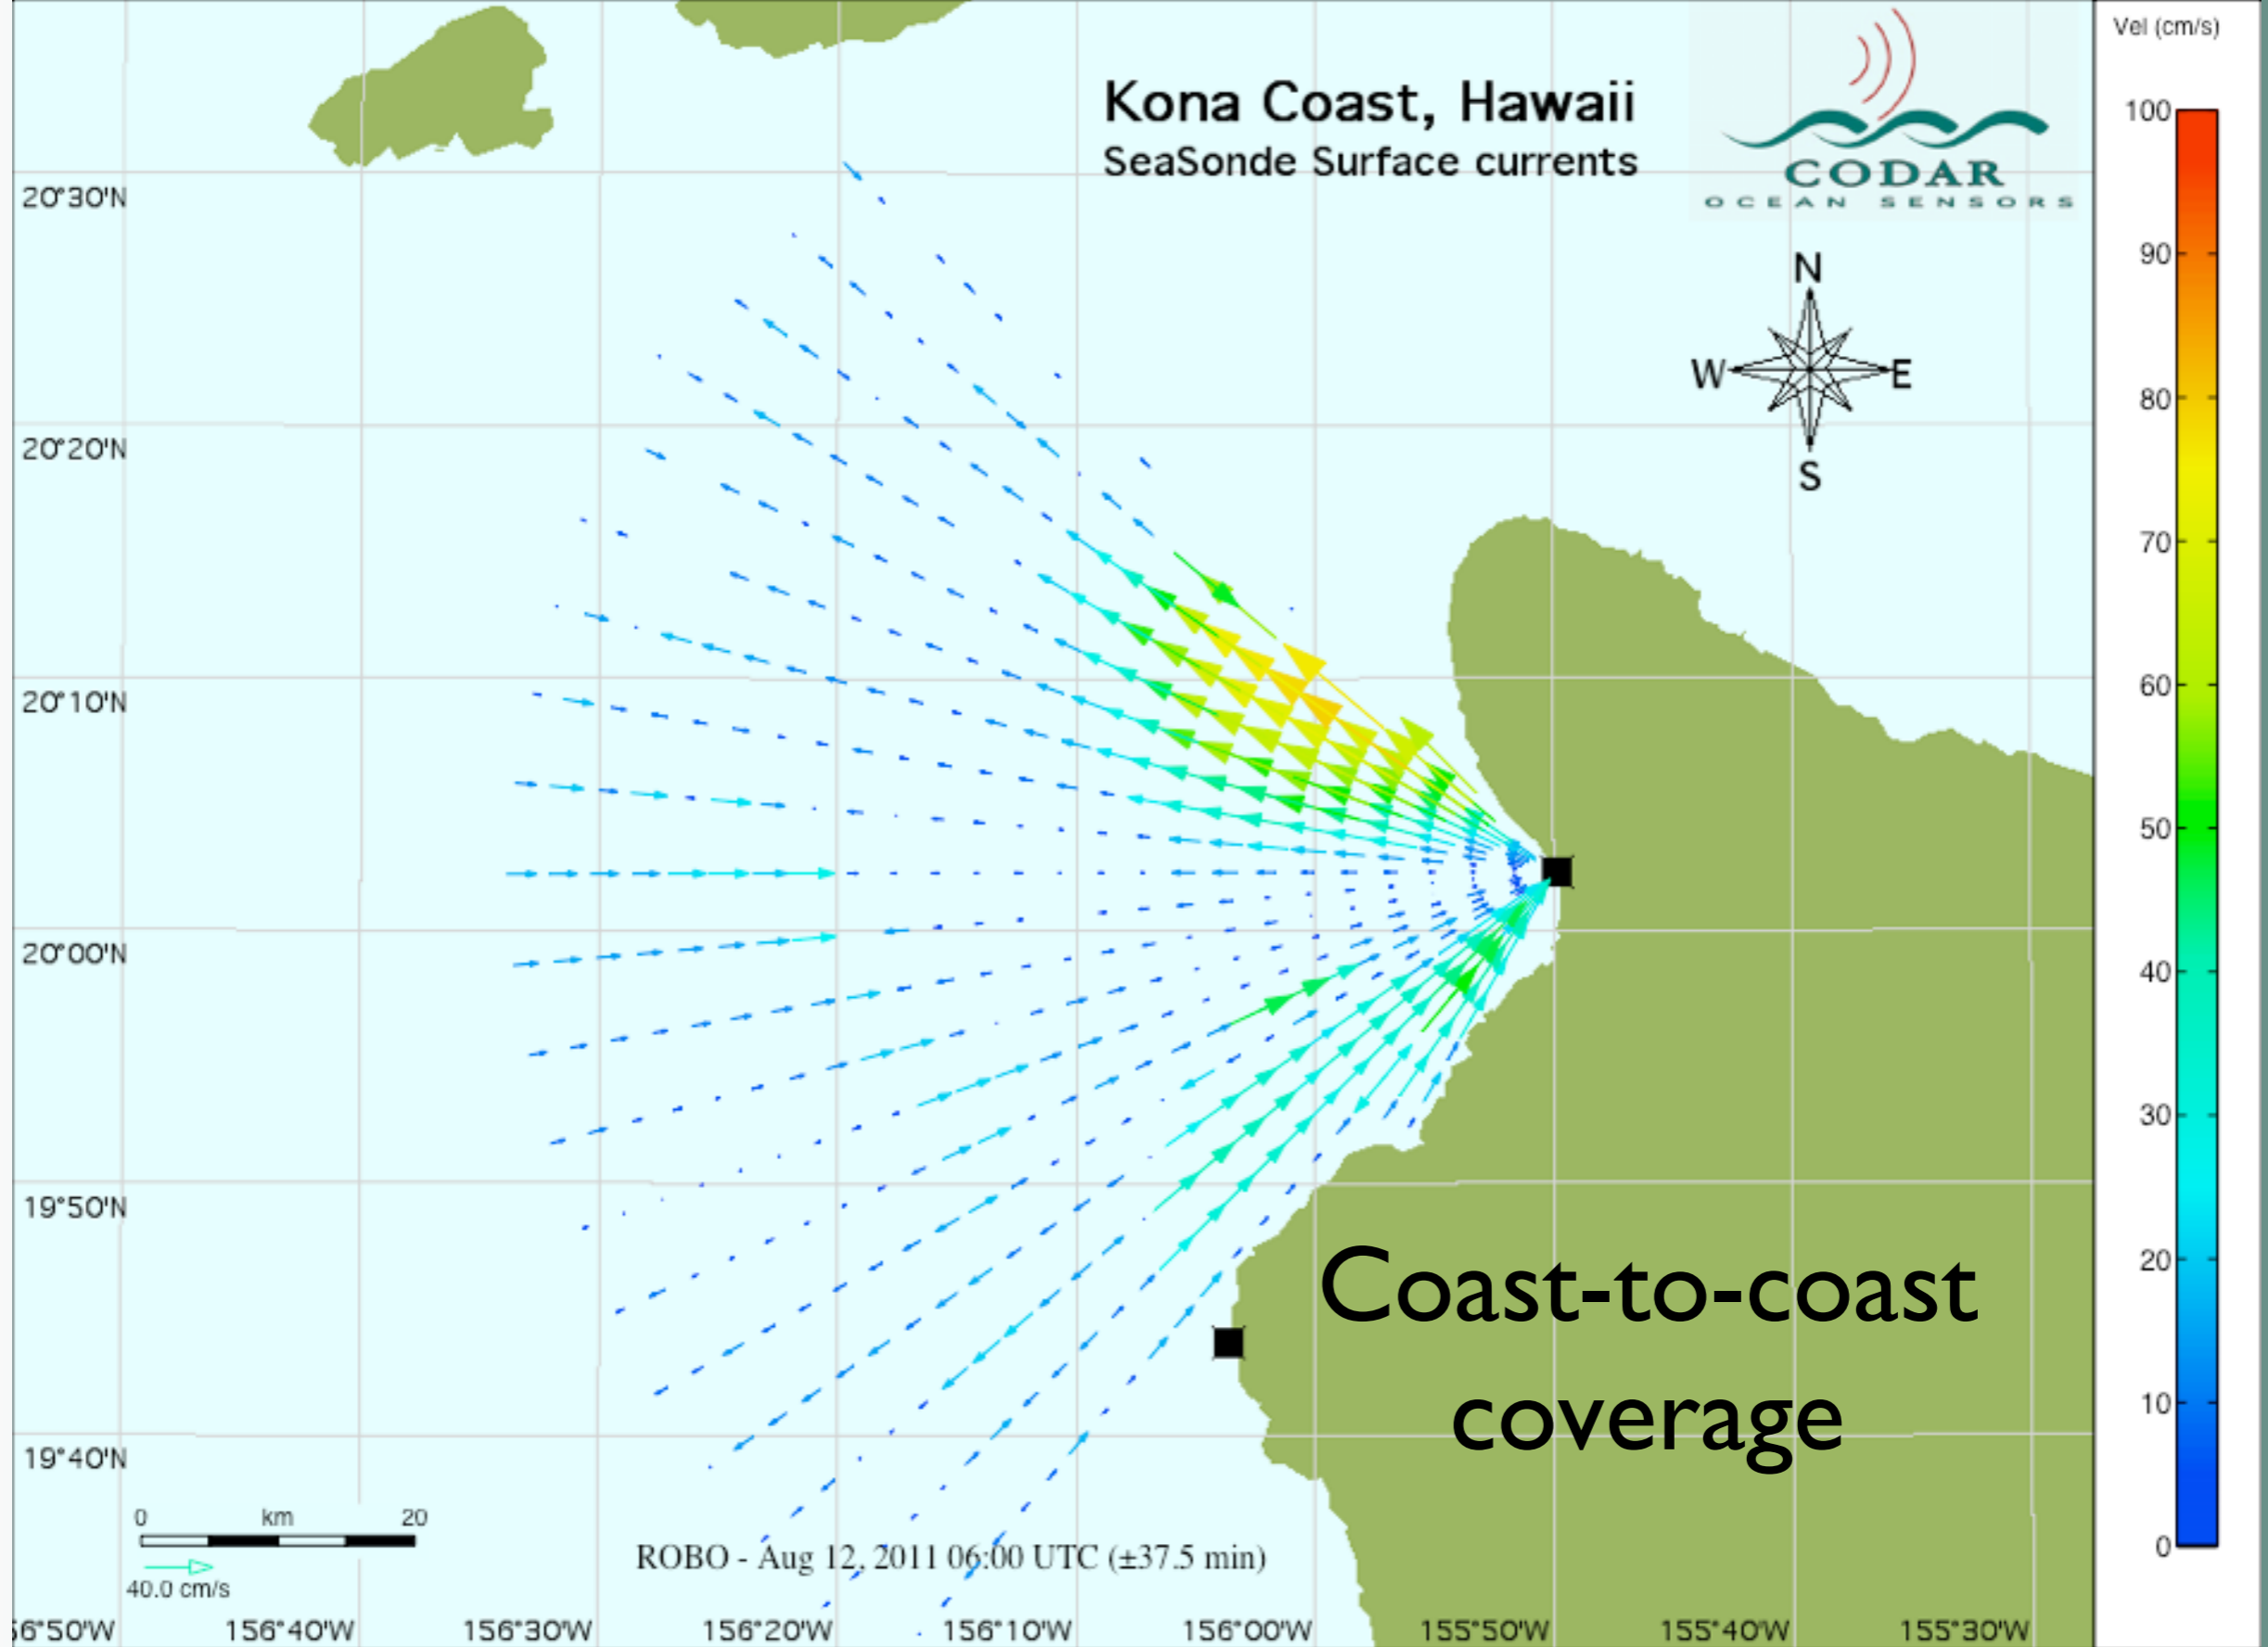 Vel (cm/s)
Kona Coast, Hawaii
SeaSonde Surface currents
CODAR
OCEAN SENSORS
N
W
E
S
20°30'N
20°20'N
20°10'N
20°00'N
19°50'N
19°40'N
100
90
80
70
60
50
40
30
20
10
0
Coast-to-coast
coverage
0 km 20
40.0 cm/s
ROBO - Aug 12, 2011 06:00 UTC (±37.5 min)
56°50'W 156°40'W 156°30'W 156°20'W 156°10'W 156°00'W 155°50'W 155°40'W 155°30'W